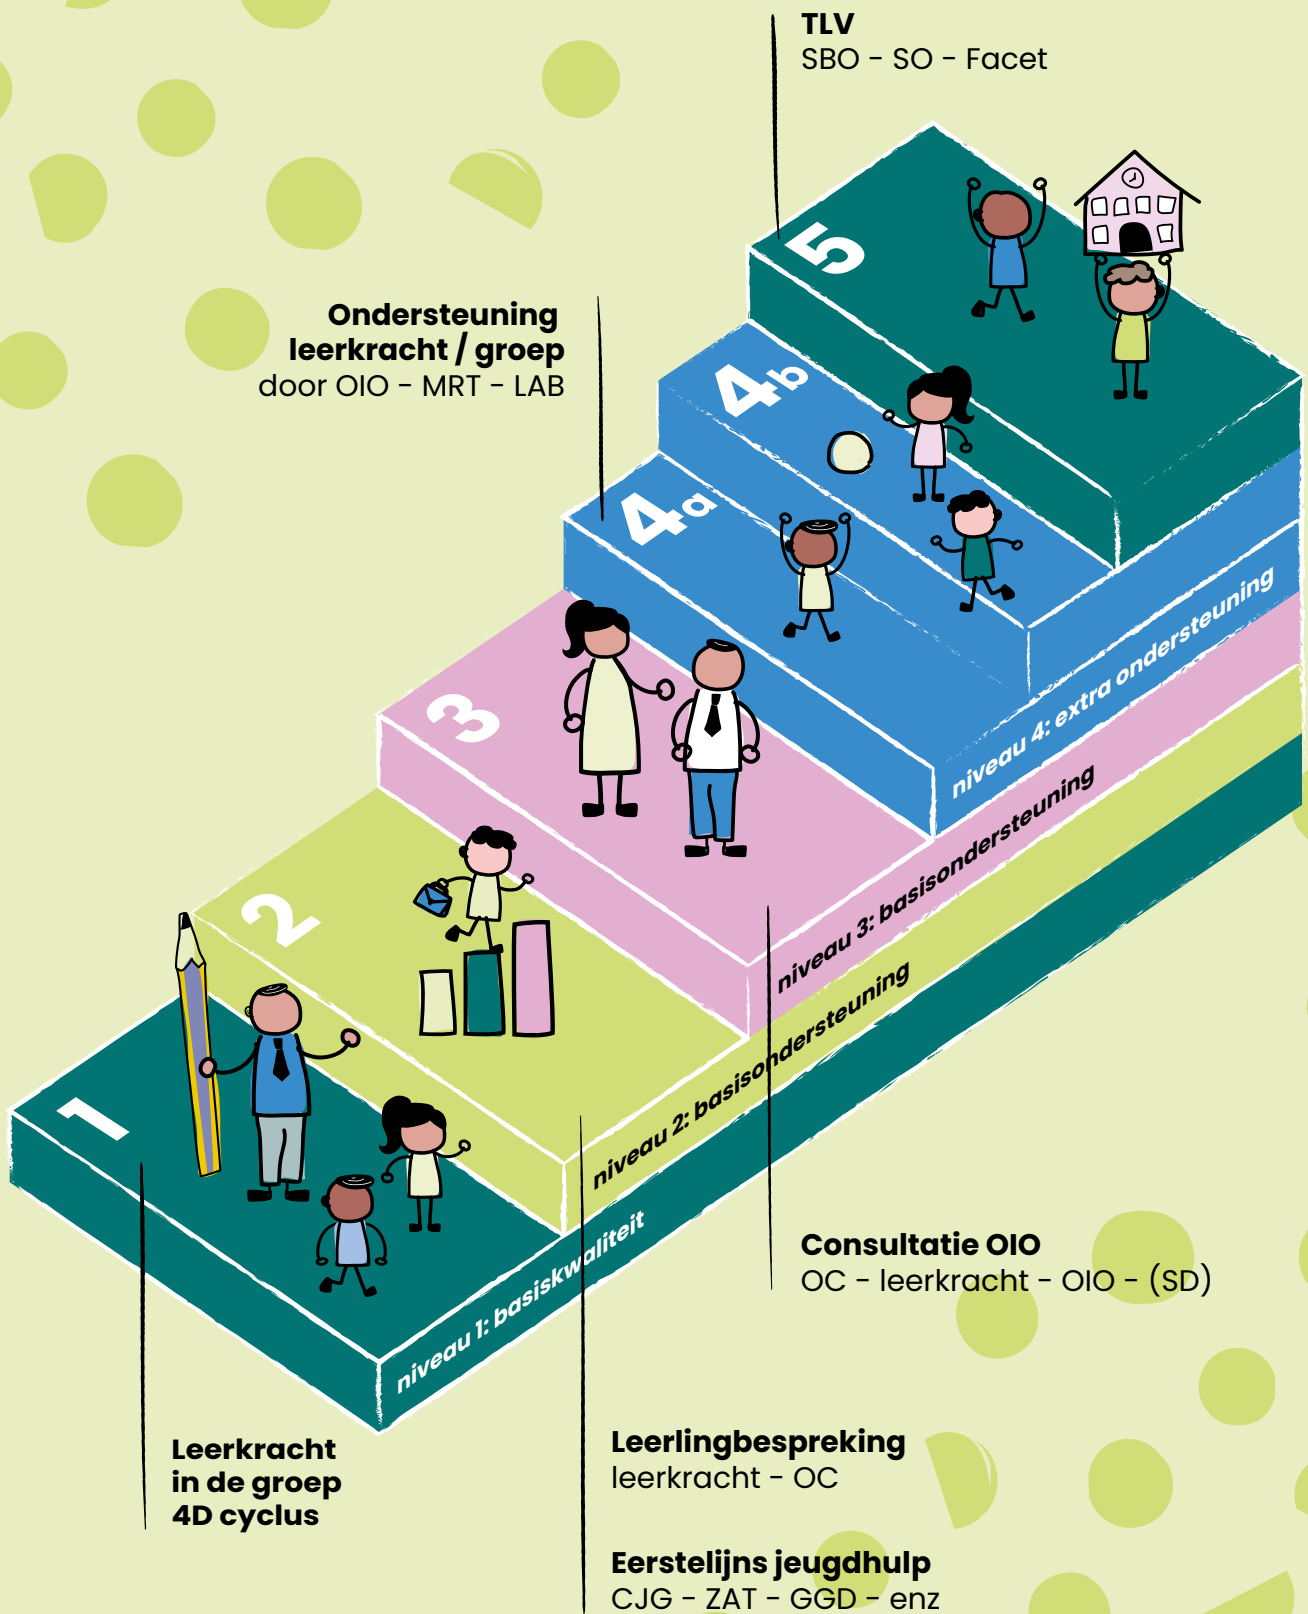 TLV
SBO - SO - Facet
5
Ondersteuning
leerkracht / groep
door OIO - MRT - LAB
4b
4a
niveau 4: extra ondersteuning
3
niveau 3: basisondersteuning
2
niveau 2: basisondersteuning
1
niveau 1: basiskwaliteit
Consultatie OIO
OC - leerkracht - OIO - (SD)
Leerkracht
in de groep
4D cyclus
Leerlingbespreking
leerkracht - OC
Eerstelijns jeugdhulp
CJG - ZAT - GGD - enz